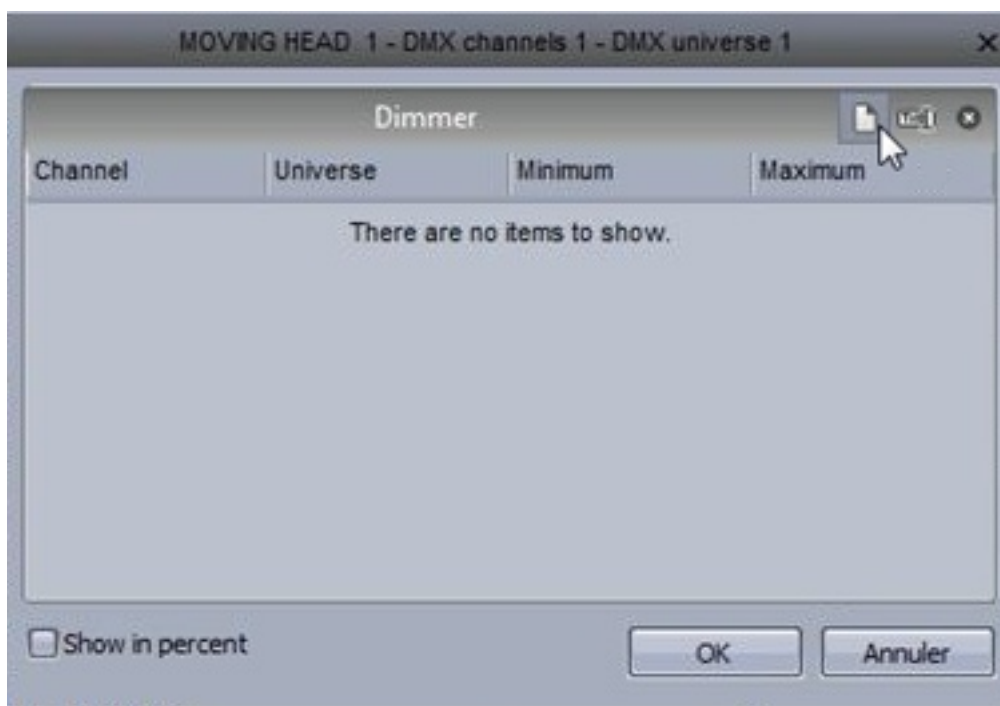 MOVING HEAD 1 - DMX channels 1 - DMX universe 1
Dimmer
Channel Universe Minimum Maximum
There are no items to show.
Show in percent
OK Annuler